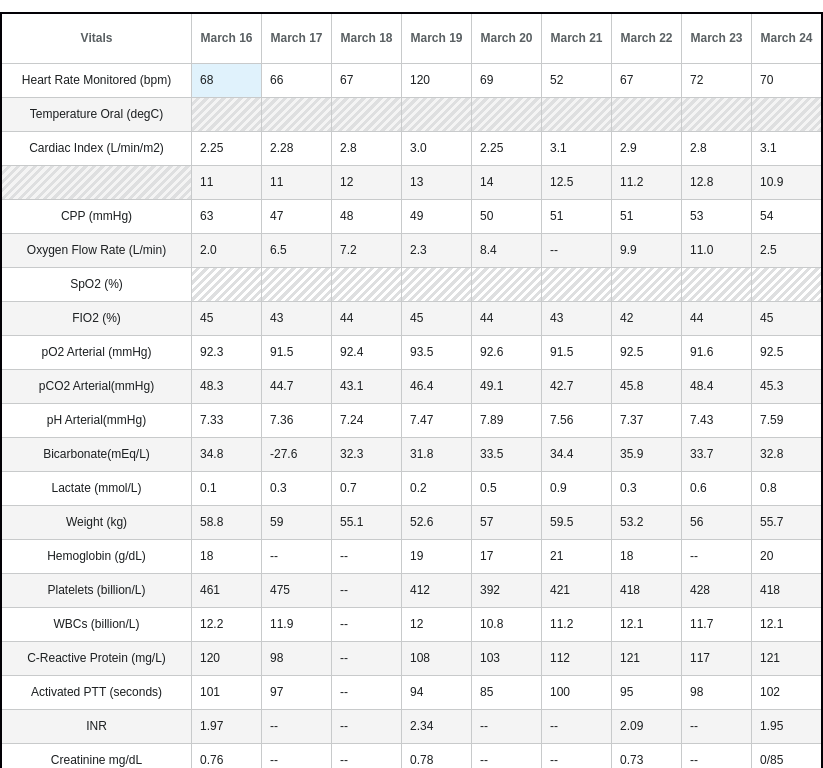 Vitals March 16 March 17 March 18 March 19 March 20 March 21 March 22 March 23 March 24
Heart Rate Monitored (bpm) 68 66 67 120 69 52 67 72 70
Temperature Oral (degC)
Cardiac Index (L/min/m2) 2.25 2.28 2.8 3.0 2.25 3.1 2.9 2.8 3.1
11 11 12 13 14 12.5 11.2 12.8 10.9
CPP (mmHg) 63 47 48 49 50 51 51 53 54
Oxygen Flow Rate (L/min) 2.0 6.5 7.2 2.3 8.4 -- 9.9 11.0 2.5
SpO2 (%)
FIO2 (%) 45 43 44 45 44 43 42 44 45
pO2 Arterial (mmHg) 92.3 91.5 92.4 93.5 92.6 91.5 92.5 91.6 92.5
pCO2 Arterial(mmHg) 48.3 44.7 43.1 46.4 49.1 42.7 45.8 48.4 45.3
pH Arterial(mmHg) 7.33 7.36 7.24 7.47 7.89 7.56 7.37 7.43 7.59
Bicarbonate(mEq/L) 34.8 -27.6 32.3 31.8 33.5 34.4 35.9 33.7 32.8
Lactate (mmol/L) 0.1 0.3 0.7 0.2 0.5 0.9 0.3 0.6 0.8
Weight (kg) 58.8 59 55.1 52.6 57 59.5 53.2 56 55.7
Hemoglobin (g/dL) 18 -- -- 19 17 21 18 -- 20
Platelets (billion/L) 461 475 -- 412 392 421 418 428 418
WBCs (billion/L) 12.2 11.9 -- 12 10.8 11.2 12.1 11.7 12.1
C-Reactive Protein (mg/L) 120 98 -- 108 103 112 121 117 121
Activated PTT (seconds) 101 97 -- 94 85 100 95 98 102
INR 1.97 -- -- 2.34 -- -- 2.09 -- 1.95
Creatinine mg/dL 0.76 -- -- 0.78 -- -- 0.73 -- 0/85